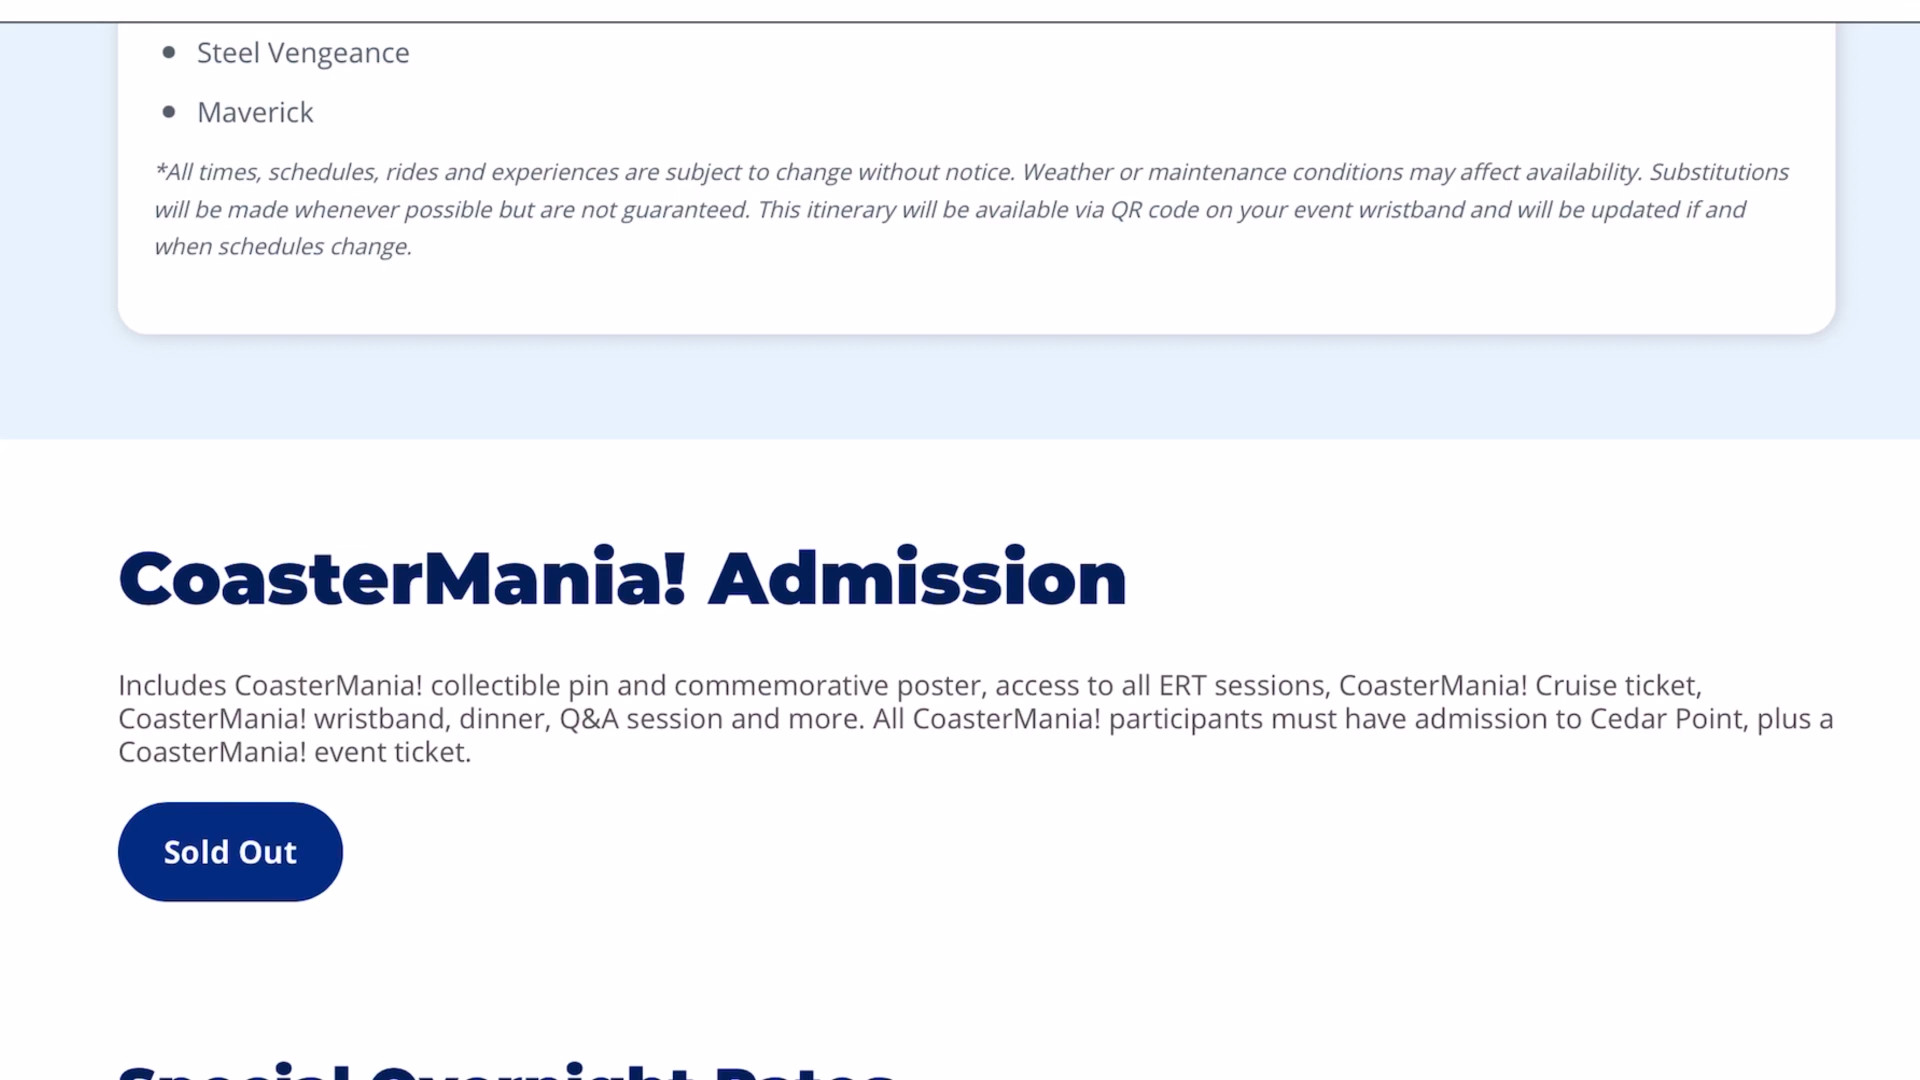 Steel Vengeance
Maverick
*All times, schedules, rides and experiences are subject to change without notice. Weather or maintenance conditions may affect availability. Substitutions
will be made whenever possible but are not guaranteed. This itinerary will be available via QR code on your event wristband and will be updated if and
when schedules change.
CoasterMania! Admission
Includes CoasterMania! collectible pin and commemorative poster, access to all ERT sessions, CoasterMania! Cruise ticket,
CoasterMania! wristband, dinner, Q&A session and more. All CoasterMania! participants must have admission to Cedar Point, plus a
CoasterMania! event ticket.
Sold Out
Special Overnight Rates